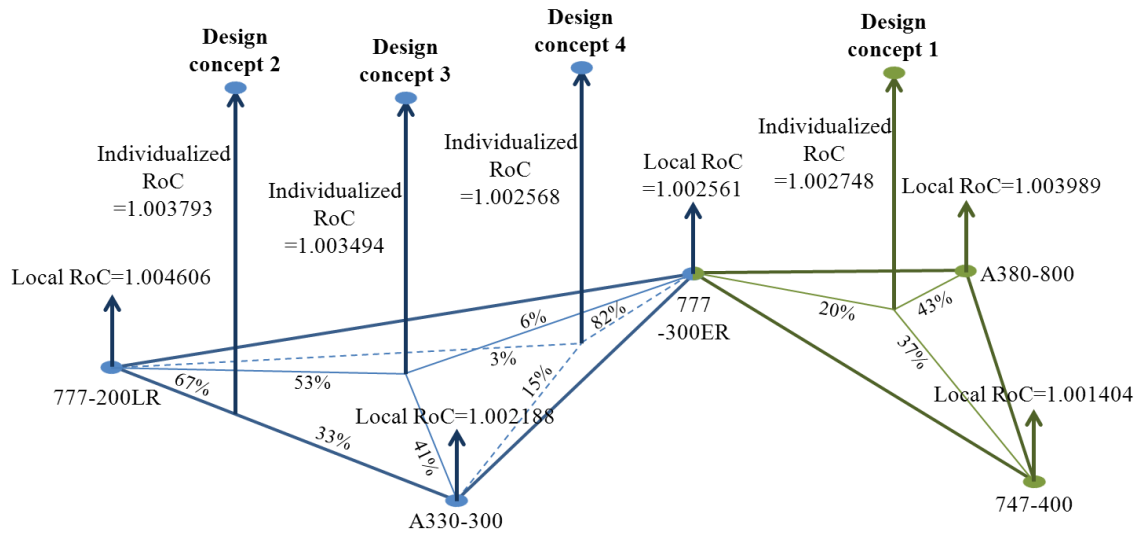 Design
concept 2
Design
concept 3
Design
concept 4
Design
concept 1
Individualized
RoC
=1.003793
Individualized
RoC
=1.003494
Individualized
RoC
=1.002568
Local RoC
=1.002561
Individualized
RoC
=1.002748
Local RoC=1.003989
Local RoC=1.004606
A380-800
777
-300ER
6%
82%
20%
43%
3%
37%
777-200LR
67%
53%
15%
Local RoC=1.002188
Local RoC=1.001404
33%
41%
A330-300
747-400